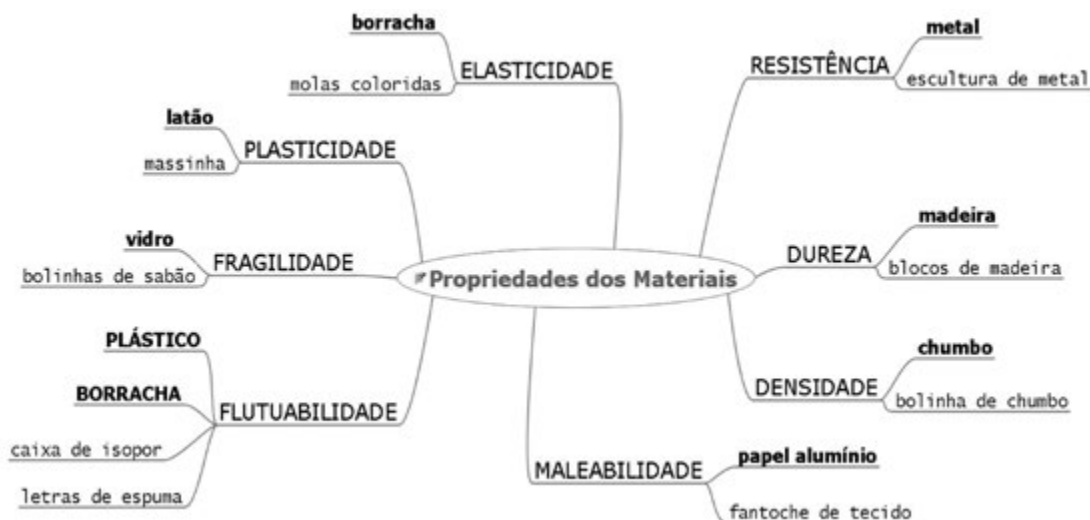 borracha
molas coloridas
ELASTICIDADE
latão
massinha
PLASTICIDADE
vidro
bolinhas de sabão
FRAGILIDADE
PLÁSTICO
BORRACHA
caixa de isopor
letras de espuma
FLUTUABILIDADE
Propriedades dos Materiais
metal
RESISTÊNCIA
escultura de metal
madeira
DUREZA
blocos de madeira
chumbo
DENSIDADE
bolinha de chumbo
MALEABILIDADE
papel alumínio
fantoche de tecido